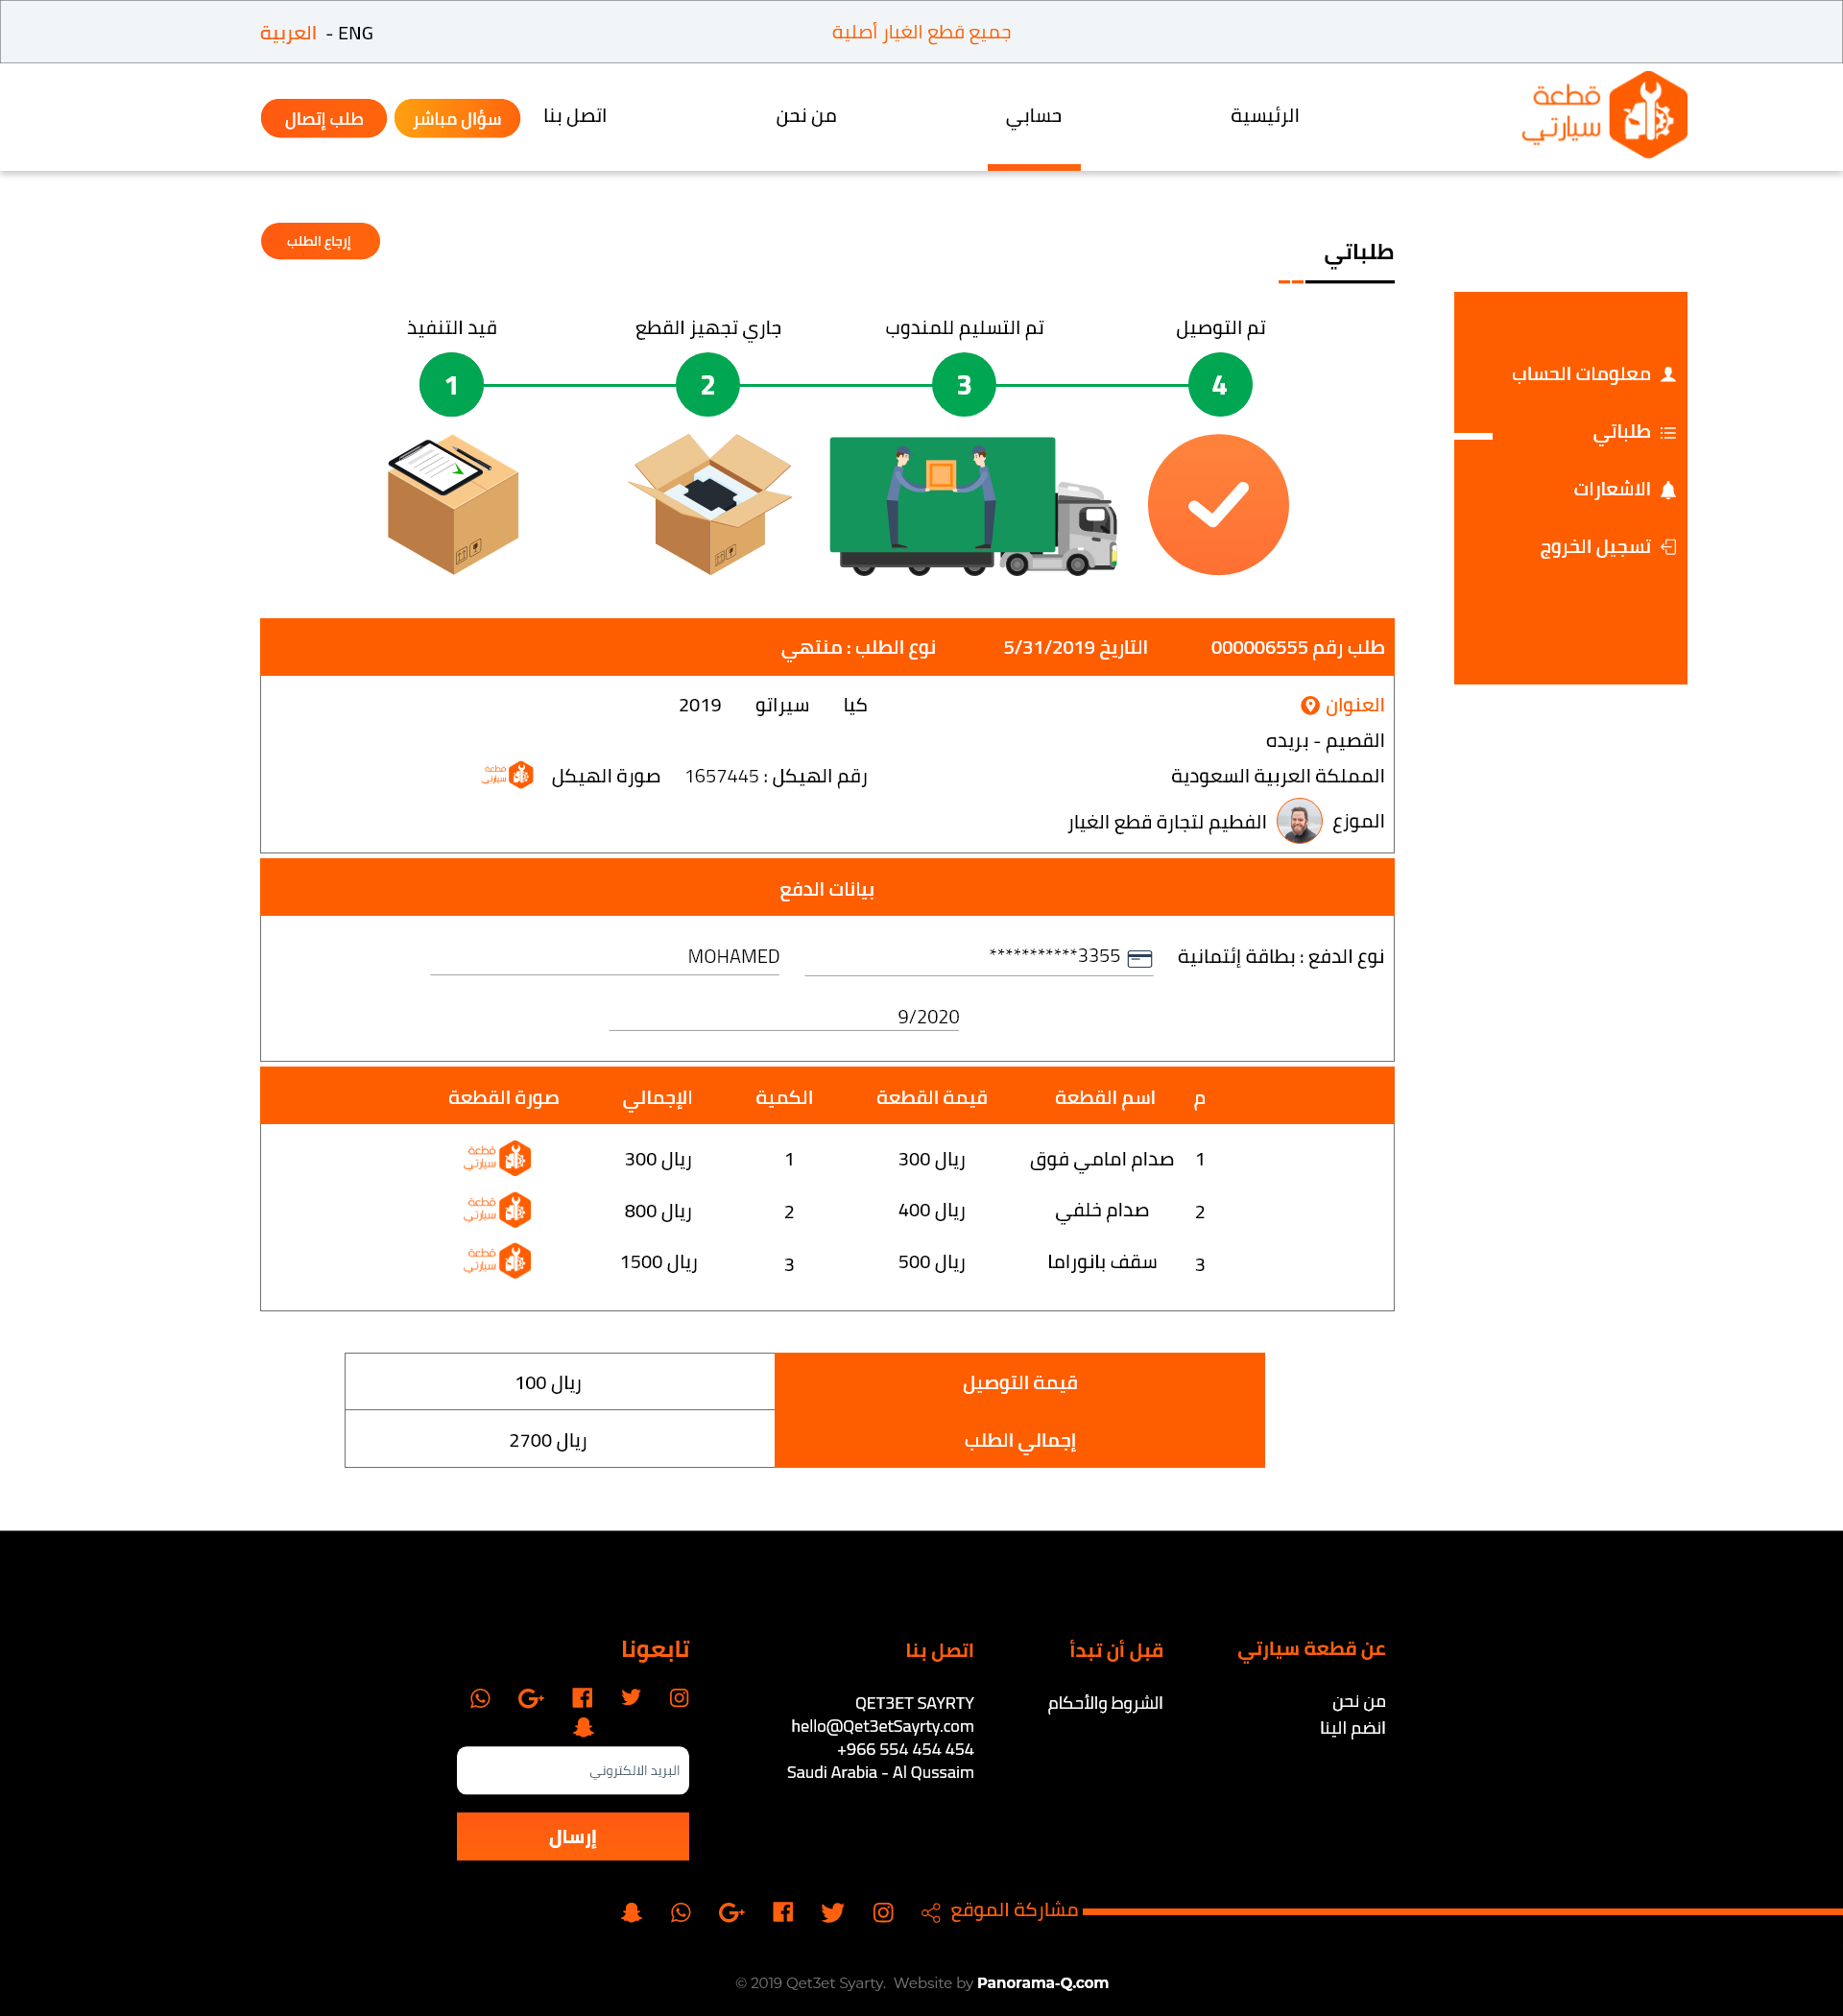 جميع قطع الغيار أصلية
العربية - ENG
قطعة
سيارتي
الرئيسية
حسابي
من نحن
اتصل بنا
سؤال مباشر
طلب إتصال
معلومات الحساب
طلباتي
الاشعارات
تسجيل الخروج
طلباتي
إرجاع الطلب
تم التوصيل
تم التسليم للمندوب
جاري تجهيز القطع
قيد التنفيذ
4 3 2 1
طلب رقم 000006555 التاريخ 5/31/2019 نوع الطلب : منتهي
العنوان
القصيم - بريده
المملكة العربية السعودية
الموزع الفطيم لتجارة قطع الغيار
كيا سيراتو 2019
رقم الهيكل : 1657445 صورة الهيكل قطعة سيارتي
بيانات الدفع
نوع الدفع : بطاقة إئتمانية ***********3355 MOHAMED
9/2020
م اسم القطعة قيمة القطعة الكمية الإجمالي صورة القطعة
1 صدام امامي فوق ريال 300 1 ريال 300 قطعة سيارتي
2 صدام خلفي ريال 400 2 ريال 800 قطعة سيارتي
3 سقف بانوراما ريال 500 3 ريال 1500 قطعة سيارتي
قيمة التوصيل ريال 100
إجمالي الطلب ريال 2700
عن قطعة سيارتي
من نحن
انضم الينا
قبل أن تبدأ
الشروط والأحكام
اتصل بنا
QET3ET SAYRTY
hello@Qet3etSayrty.com
+966 554 454 454
Saudi Arabia - Al Qussaim
تابعونا
البريد الالكتروني
إرسال
مشاركة الموقع
© 2019 Qet3et Syarty. Website by Panorama-Q.com